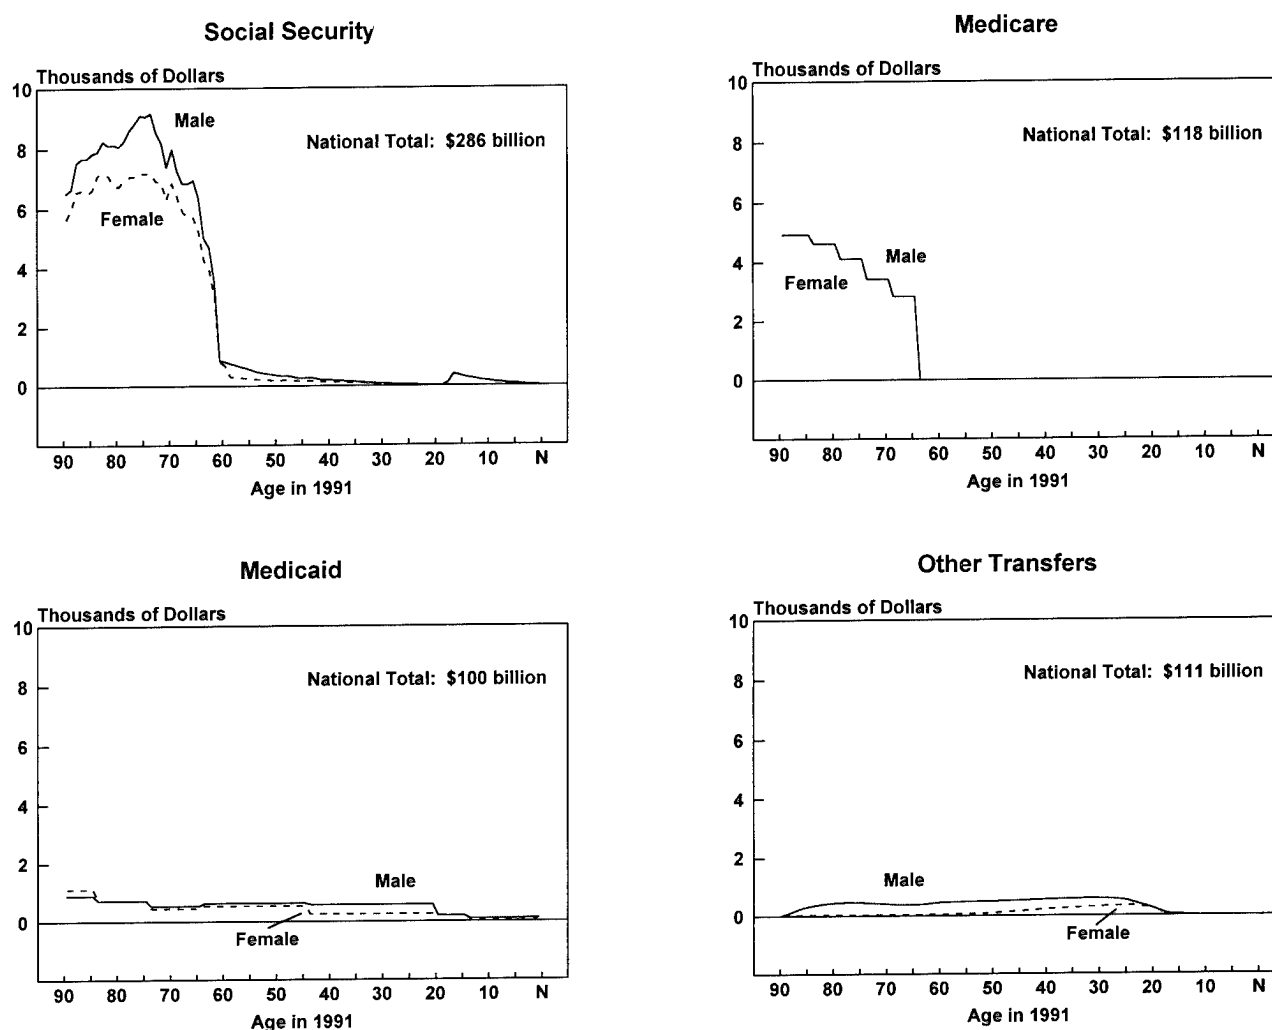 Social Security
Thousands of Dollars
10
8
6
4
2
0
Male
National Total: $286 billion
Female
90 80 70 60 50 40 30 20 10 N
Age in 1991
Medicare
Thousands of Dollars
10
8
6
4
2
0
National Total: $118 billion
Male
Female
90 80 70 60 50 40 30 20 10 N
Age in 1991
Medicaid
Thousands of Dollars
10
8
6
4
2
0
National Total: $100 billion
Male
Female
90 80 70 60 50 40 30 20 10 N
Age in 1991
Other Transfers
Thousands of Dollars
10
8
6
4
2
0
National Total: $111 billion
Male
Female
90 80 70 60 50 40 30 20 10 N
Age in 1991